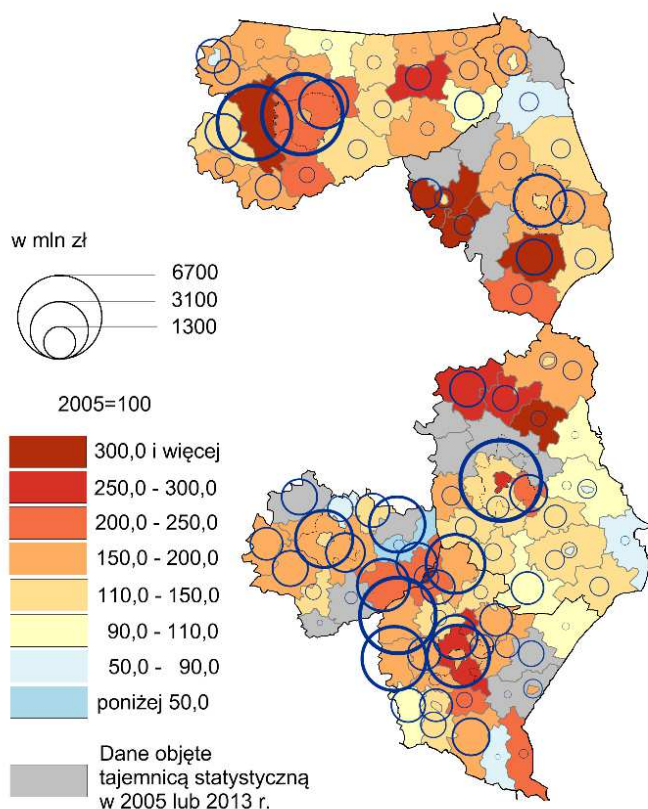 w mln zł
6700
3100
1300
2005=100
300,0 i więcej
250,0 - 300,0
200,0 - 250,0
150,0 - 200,0
110,0 - 150,0
90,0 - 110,0
50,0 - 90,0
poniżej 50,0
Dane objęte
tajemnicą statystyczną
w 2005 lub 2013 r.